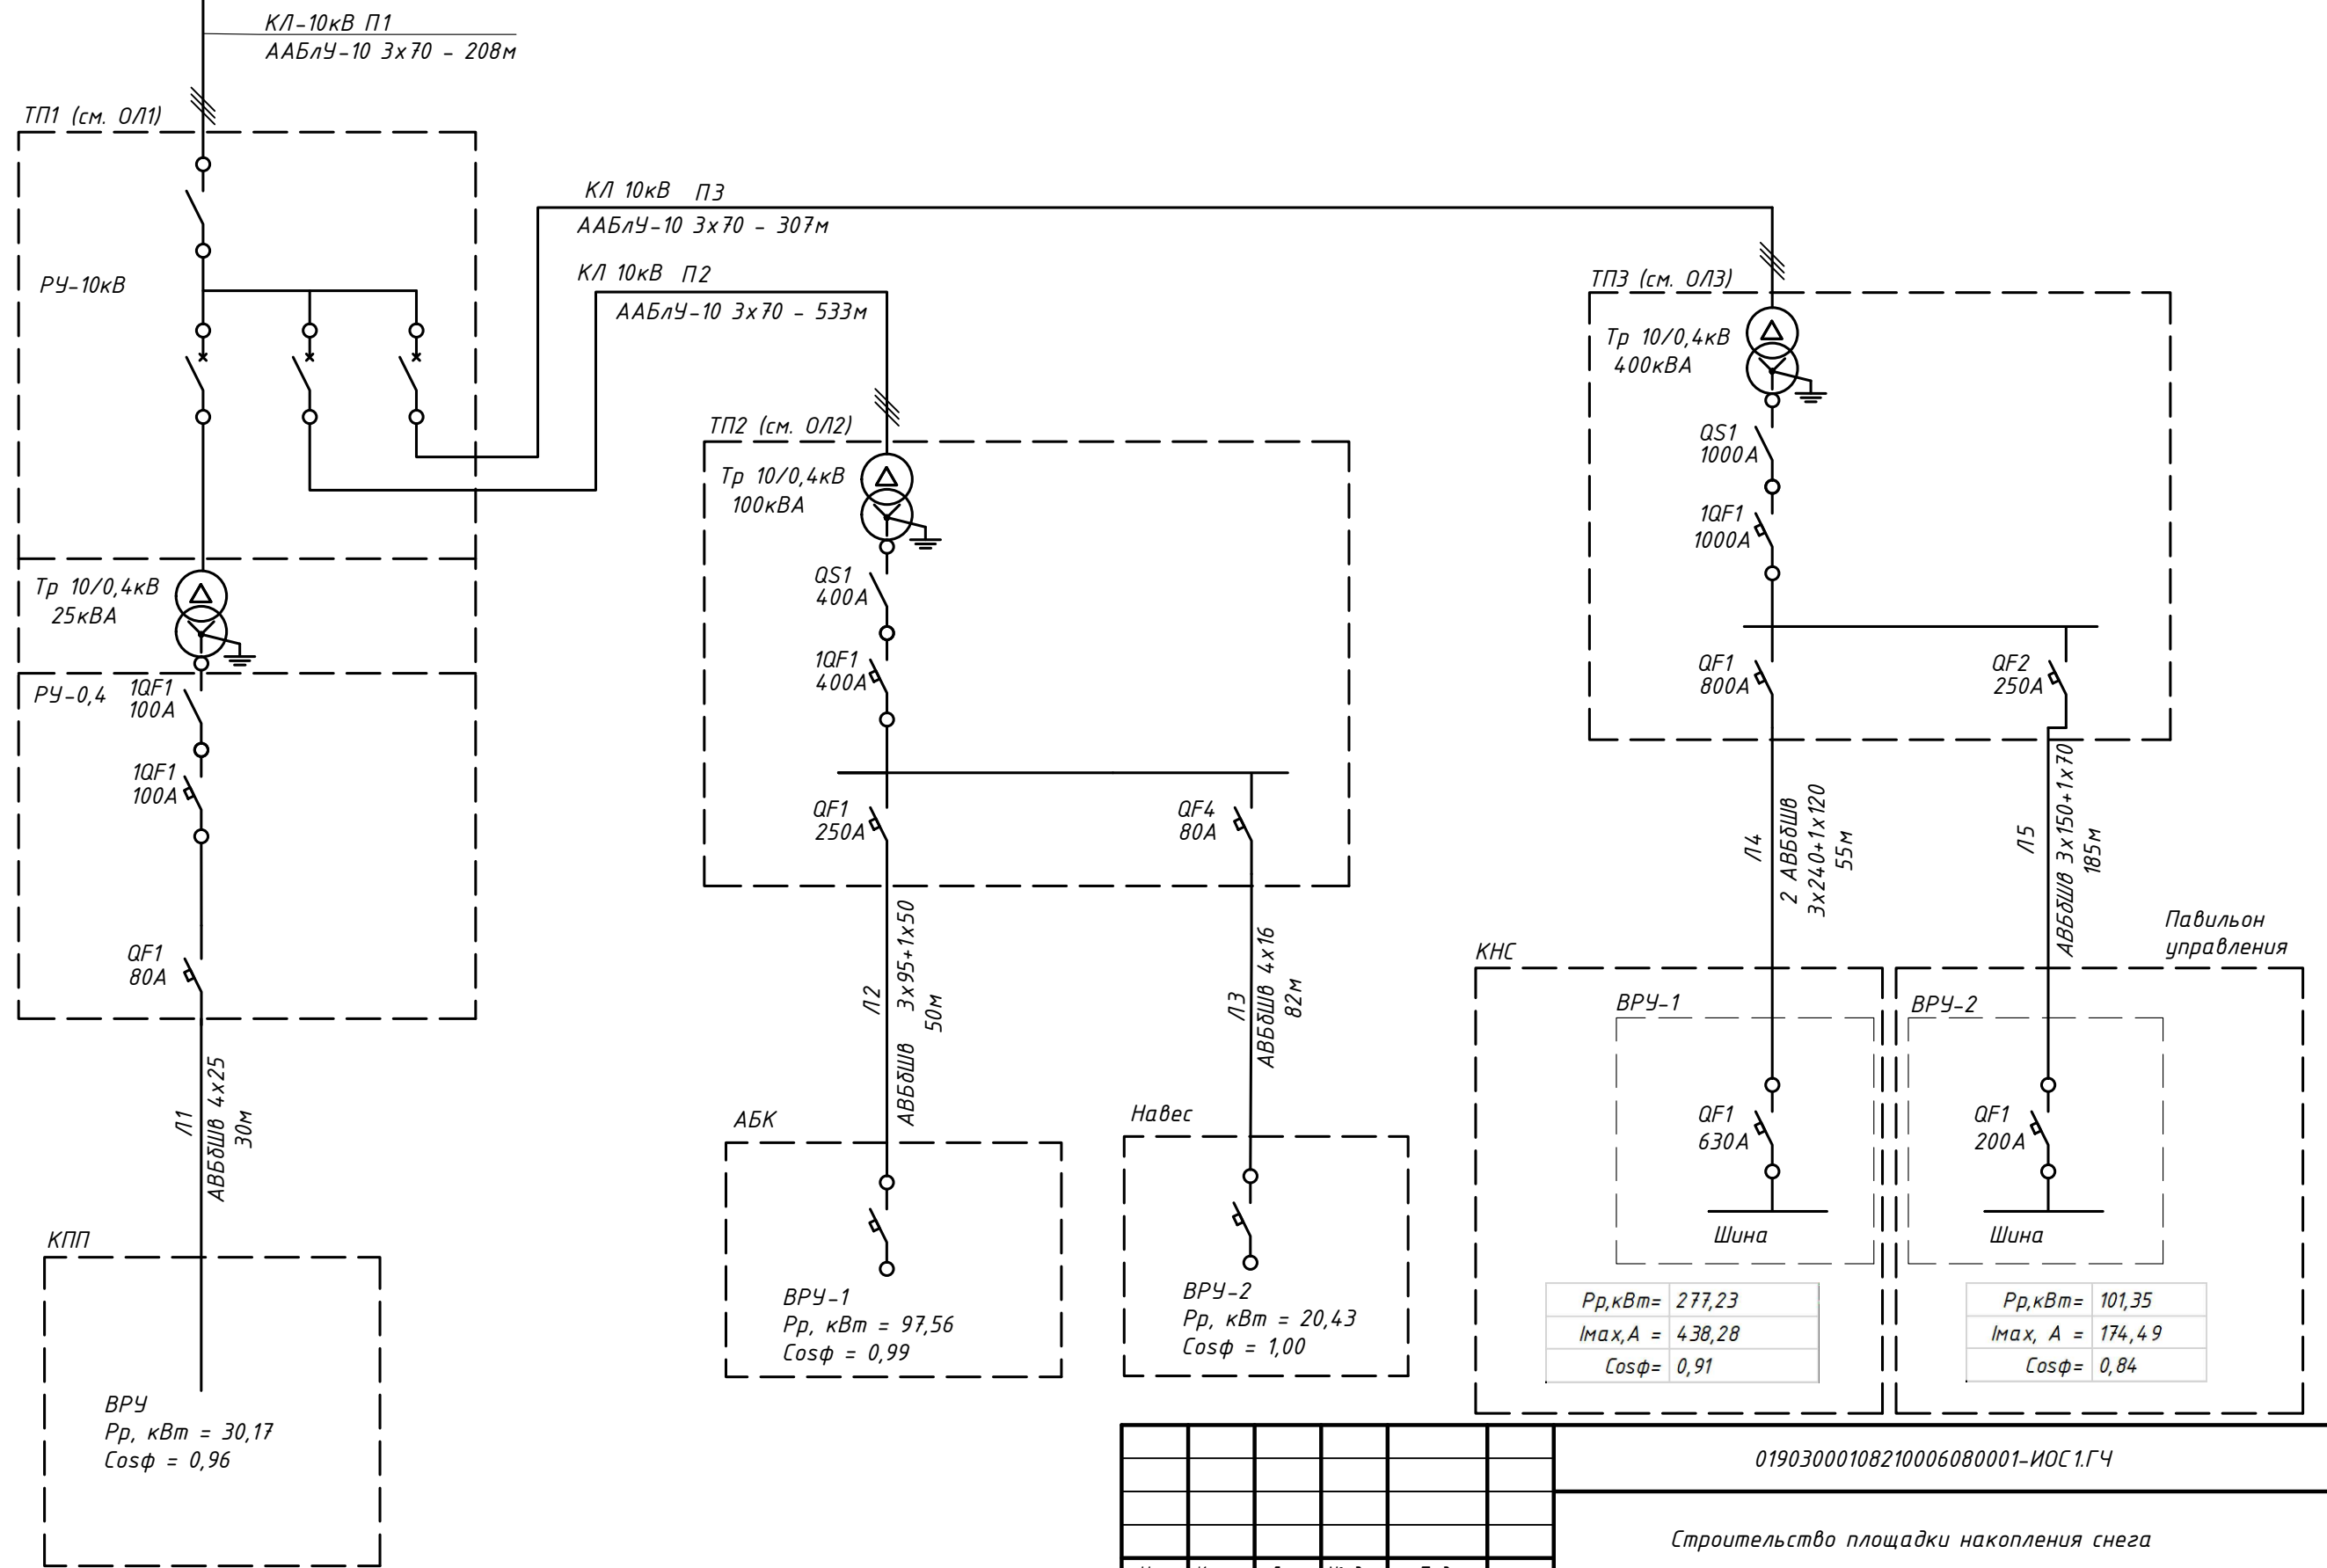 КЛ-10кВ П1
ААБлУ-10 3х70 - 208м
ТП1 (см. ОЛ1)
РУ-10кВ
КЛ 10кВ П3
ААБлУ-10 3х70 - 307м
КЛ 10кВ П2
ААБлУ-10 3х70 - 533м
Тр 10/0,4кВ
25кВА
РУ-0,4
1QF1
100А
1QF1
100А
QF1
80А
Л1
АВБбШв 4х25
30м
КПП
ВРУ
Рр, кВт = 30,17
Cosφ = 0,96
ТП2 (см. ОЛ2)
Тр 10/0,4кВ
100кВА
QS1
400А
1QF1
400А
QF1
250А
QF4
80А
Л2
АВБбШв 3х95+1х50
50м
Л3
АВБбШв 4х16
82м
АБК
ВРУ-1
Рр, кВт = 97,56
Cosφ = 0,99
Навес
ВРУ-2
Рр, кВт = 20,43
Cosφ = 1,00
ТП3 (см. ОЛ3)
Тр 10/0,4кВ
400кВА
QS1
1000А
1QF1
1000А
QF1
800А
QF2
250А
Л4
2 АВБбШв
3х240+1х120
55м
Л5
АВБбШв 3х150+1х70
185м
КНС
ВРУ-1
QF1
630А
Шина
Рр,кВт= 277,23
Iмах,А = 438,28
Cosφ= 0,91
Павильон
управления
ВРУ-2
QF1
200А
Шина
Рр,кВт= 101,35
Iмах, А = 174,49
Cosφ= 0,84
01903000108210006080001-ИОС1.ГЧ
Строительство площадки накопления снега